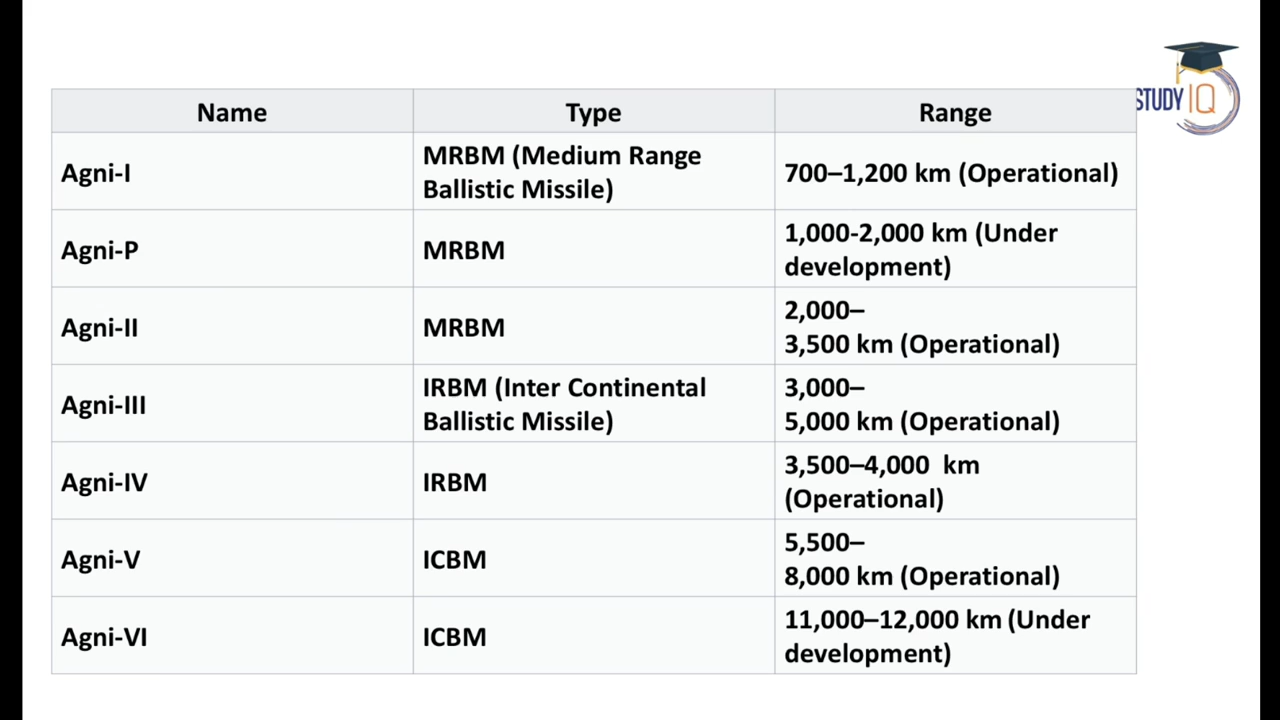 STUDY IQ
Name Type Range
Agni-I
MRBM (Medium Range
Ballistic Missile)
700–1,200 km (Operational)
Agni-P
MRBM
1,000-2,000 km (Under
development)
Agni-II
MRBM
2,000–
3,500 km (Operational)
Agni-III
IRBM (Inter Continental
Ballistic Missile)
3,000–
5,000 km (Operational)
Agni-IV
IRBM
3,500–4,000 km
(Operational)
Agni-V
ICBM
5,500–
8,000 km (Operational)
Agni-VI
ICBM
11,000–12,000 km (Under
development)